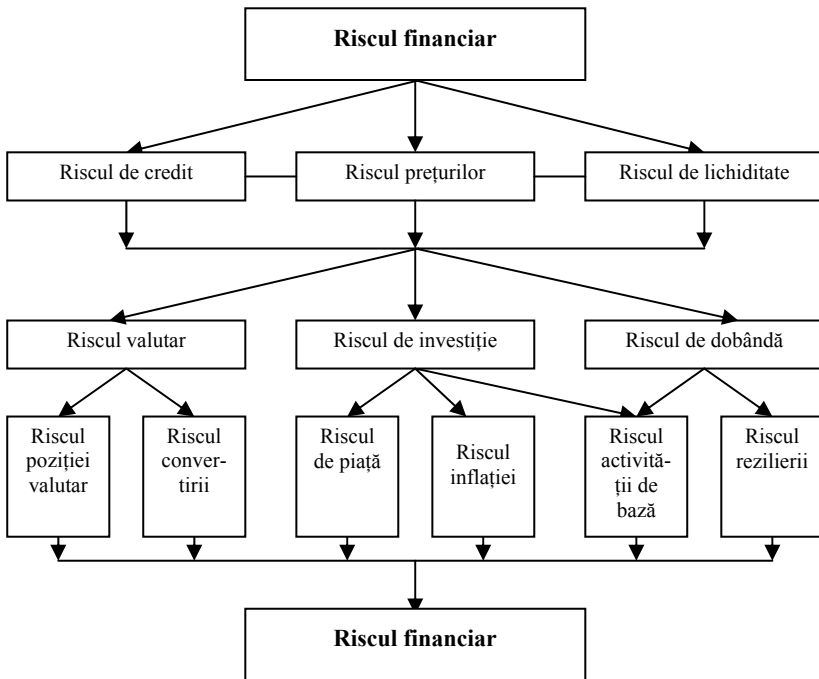 Riscul financiar
Riscul de credit
Riscul prețurilor
Riscul de lichiditate
Riscul valutar
Riscul de investiție
Riscul de dobândă
Riscul
poziției
valutar
Riscul
conver-
tirii
Riscul
de piață
Riscul
inflației
Riscul
activită-
ții de
bază
Riscul
rezilierii
Riscul financiar